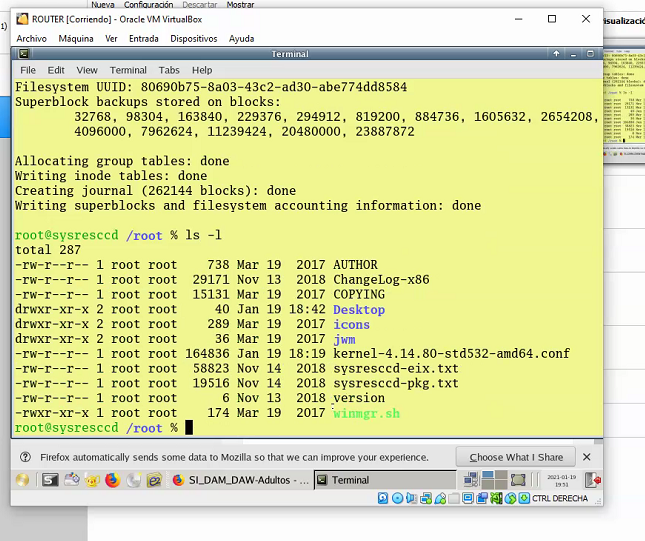 Nueva Configuración Descartar Mostrar
ROUTER [Corriendo] - Oracle VM VirtualBox
isualizació
Archivo Máquina Ver Entrada Dispositivos Ayuda
Terminal
File Edit View Terminal Tabs Help
Filesystem UUID: 80690b75-8a03-43c2-ad30-abe774dd8584
Superblock backups stored on blocks:
32768, 98304, 163840, 229376, 294912, 819200, 884736, 1605632, 2654208,
4096000, 7962624, 11239424, 20480000, 23887872
Allocating group tables: done
Writing inode tables: done
Creating journal (262144 blocks): done
Writing superblocks and filesystem accounting information: done
root@sysresccd /root % ls -l
total 287
-rw-r--r-- 1 root root 738 Mar 19 2017 AUTHOR
-rw-r--r-- 1 root root 29171 Nov 13 2018 ChangeLog-x86
-rw-r--r-- 1 root root 15131 Mar 19 2017 COPYING
drwxr-xr-x 2 root root 40 Jan 19 18:42 Desktop
drwxr-xr-x 2 root root 289 Mar 19 2017 icons
drwxr-xr-x 2 root root 36 Mar 19 2017 jwm
-rw-r--r-- 1 root root 164836 Jan 19 18:19 kernel-4.14.80-std532-amd64.conf
-rw-r--r-- 1 root root 58823 Nov 14 2018 sysresccd-eix.txt
-rw-r--r-- 1 root root 19516 Nov 14 2018 sysresccd-pkg.txt
-rw-r--r-- 1 root root 6 Nov 13 2018 version
-rwxr-xr-x 1 root root 174 Mar 19 2017 winmgr.sh
root@sysresccd /root %
Firefox automatically sends some data to Mozilla so that we can improve your experience. Choose What I Share
SI_DAM_DAW-Adultos - ... Terminal
2021-01-19
19:51
CTRL DERECHA